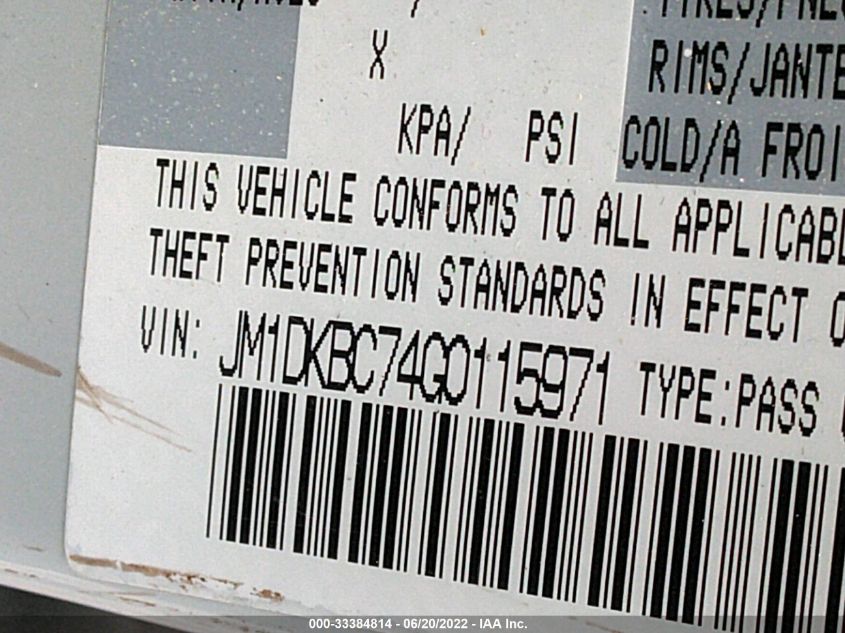 X
RIMS/JANTE
KPA/ PSI COLD/A FROI
THIS VEHICLE CONFORMS TO ALL APPLICABL
THEFT PREVENTION STANDARDS IN EFFECT O
VIN: JM1DKBC74G0115971 TYPE:PASS
000-33384814 - 06/20/2022 - IAA Inc.